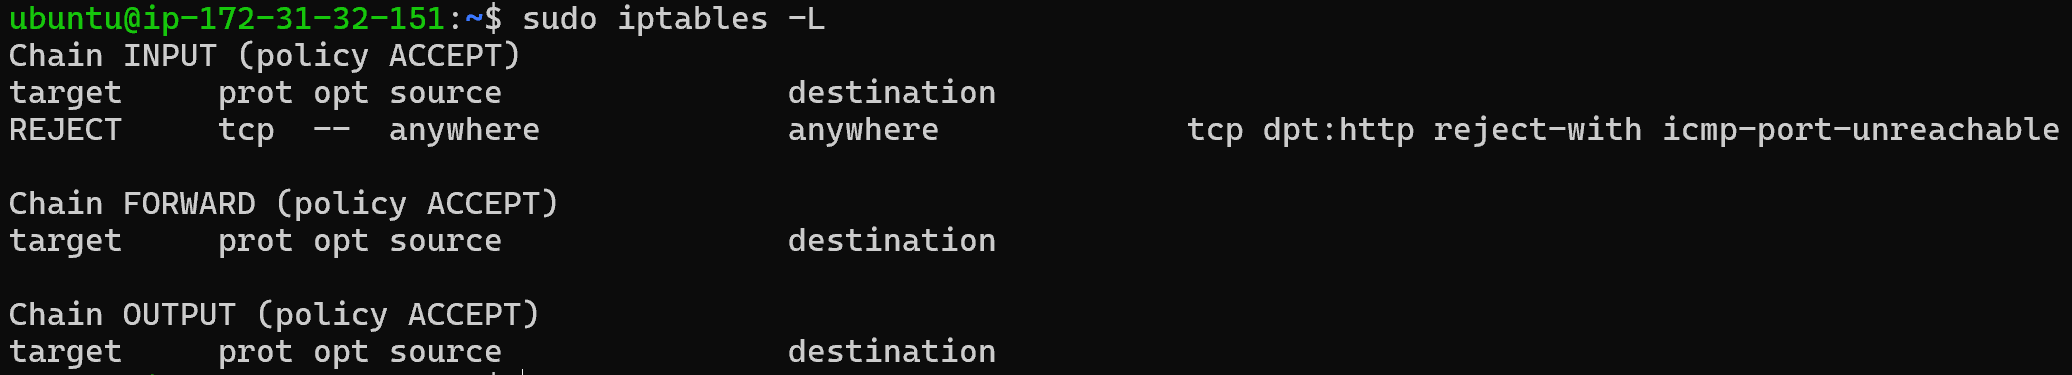 ubuntu@ip-172-31-32-151:~$ sudo iptables -L
Chain INPUT (policy ACCEPT)
target     prot opt source               destination
REJECT     tcp  --  anywhere             anywhere             tcp dpt:http reject-with icmp-port-unreachable

Chain FORWARD (policy ACCEPT)
target     prot opt source               destination

Chain OUTPUT (policy ACCEPT)
target     prot opt source               destination